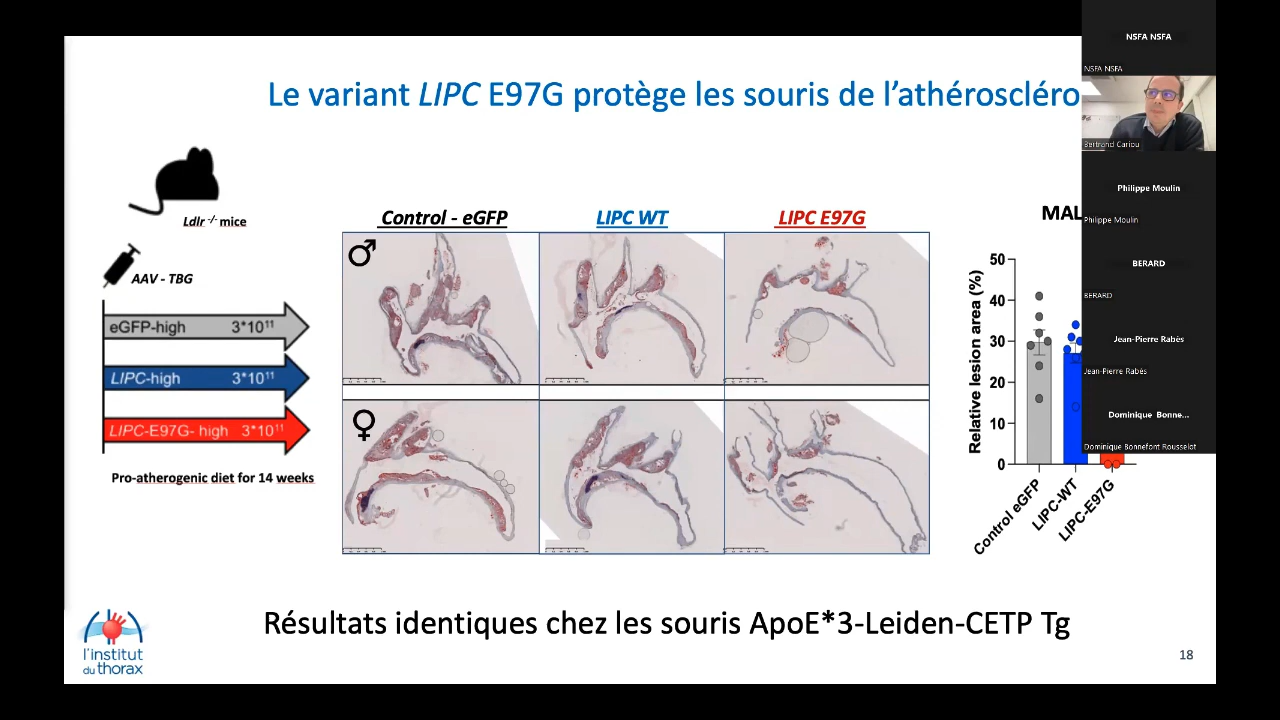 Le variant LIPC E97G protège les souris de l’athéroscléro
Ldlr -/- mice
AAV - TBG
eGFP-high 3*10¹¹
LIPC-high 3*10¹¹
LIPC-E97G- high 3*10¹¹
Pro-atherogenic diet for 14 weeks
Control - eGFP
LIPC WT
LIPC E97G
♂
♀
MAL
Relative lesion area (%)
50
40
30
20
10
0
Control eGFP
LIPC-WT
LIPC-E97G
Résultats identiques chez les souris ApoE*3-Leiden-CETP Tg
l’institut
du thorax
18
NSFA NSFA
NSFA NSFA
Bertrand Cariou
Philippe Moulin
Philippe Moulin
BERARD
BERARD
Jean-Pierre Rabès
Jean-Pierre Rabès
Dominique Bonne...
Dominique Bonnefont Rousselot